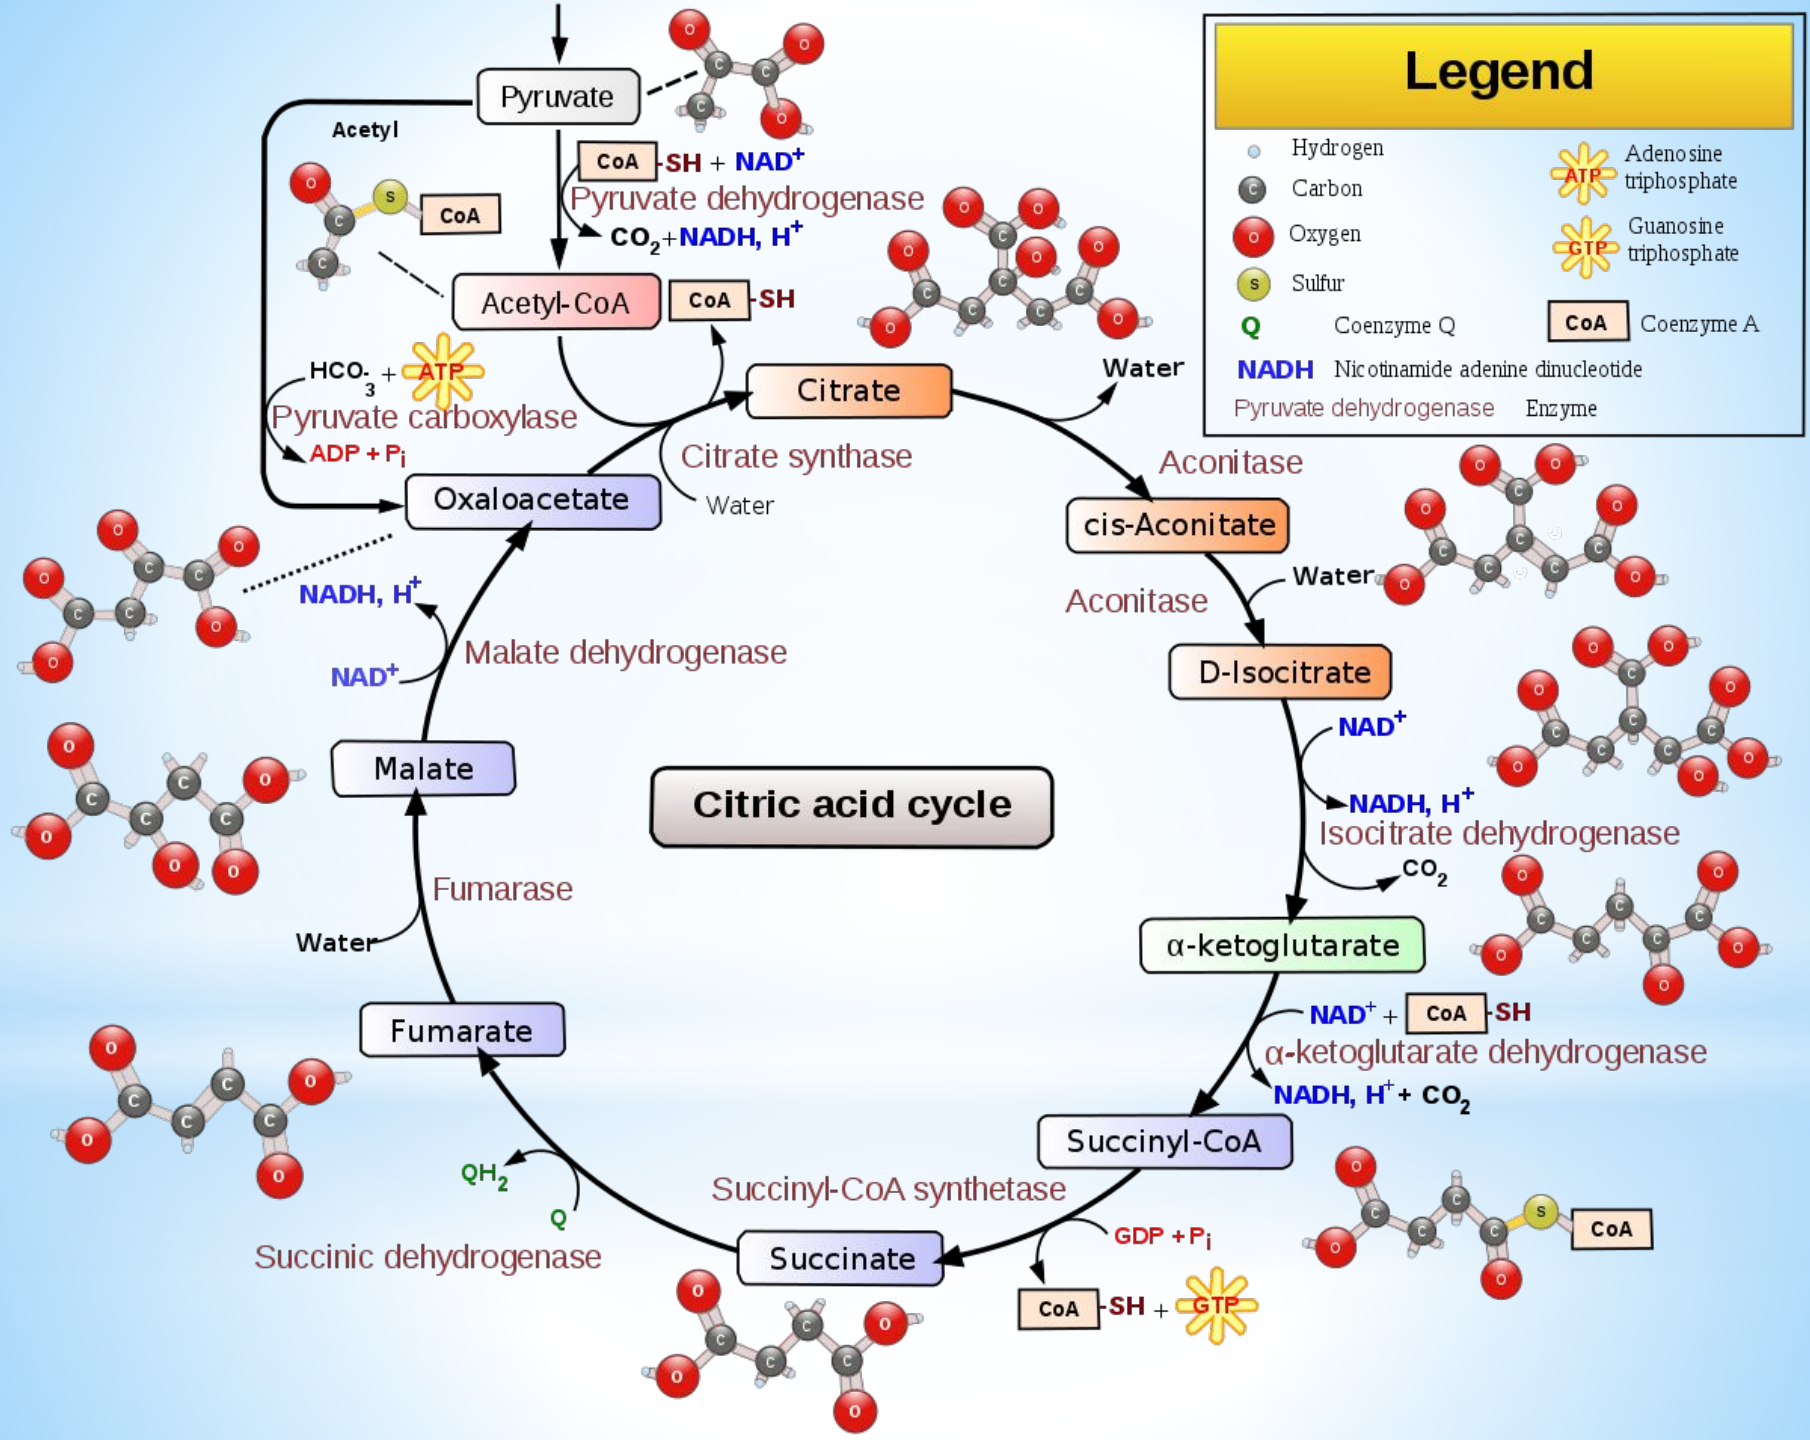 Pyruvate
Acetyl
CoA -SH + NAD+
Pyruvate dehydrogenase
CO2+NADH, H+
S CoA
Acetyl-CoA
CoA -SH
HCO3- + ATP
Pyruvate carboxylase
ADP + Pi
Citrate
Water
Citrate synthase
Water
Oxaloacetate
Aconitase
cis-Aconitate
Water
Aconitase
D-Isocitrate
NADH, H+
NAD+
Malate dehydrogenase
NAD+
NADH, H+
Isocitrate dehydrogenase
CO2
Malate
Citric acid cycle
Fumarase
Water
α-ketoglutarate
NAD+ + CoA -SH
α-ketoglutarate dehydrogenase
NADH, H+ + CO2
Fumarate
Succinyl-CoA
S CoA
QH2
Q
Succinyl-CoA synthetase
GDP + Pi
CoA -SH + GTP
Succinic dehydrogenase
Succinate
Legend
Hydrogen
C Carbon
O Oxygen
S Sulfur
Q Coenzyme Q
NADH Nicotinamide adenine dinucleotide
Pyruvate dehydrogenase Enzyme
ATP Adenosine
triphosphate
GTP Guanosine
triphosphate
CoA Coenzyme A